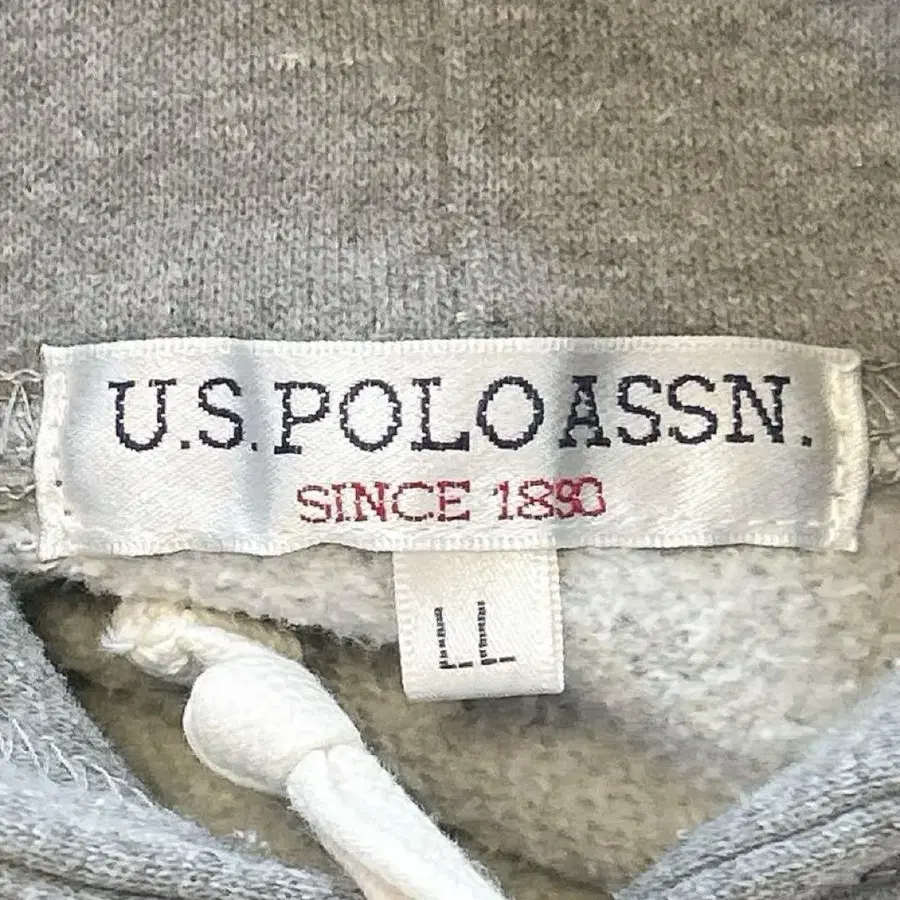 U.S. POLO ASSN.
SINCE 1890
LL